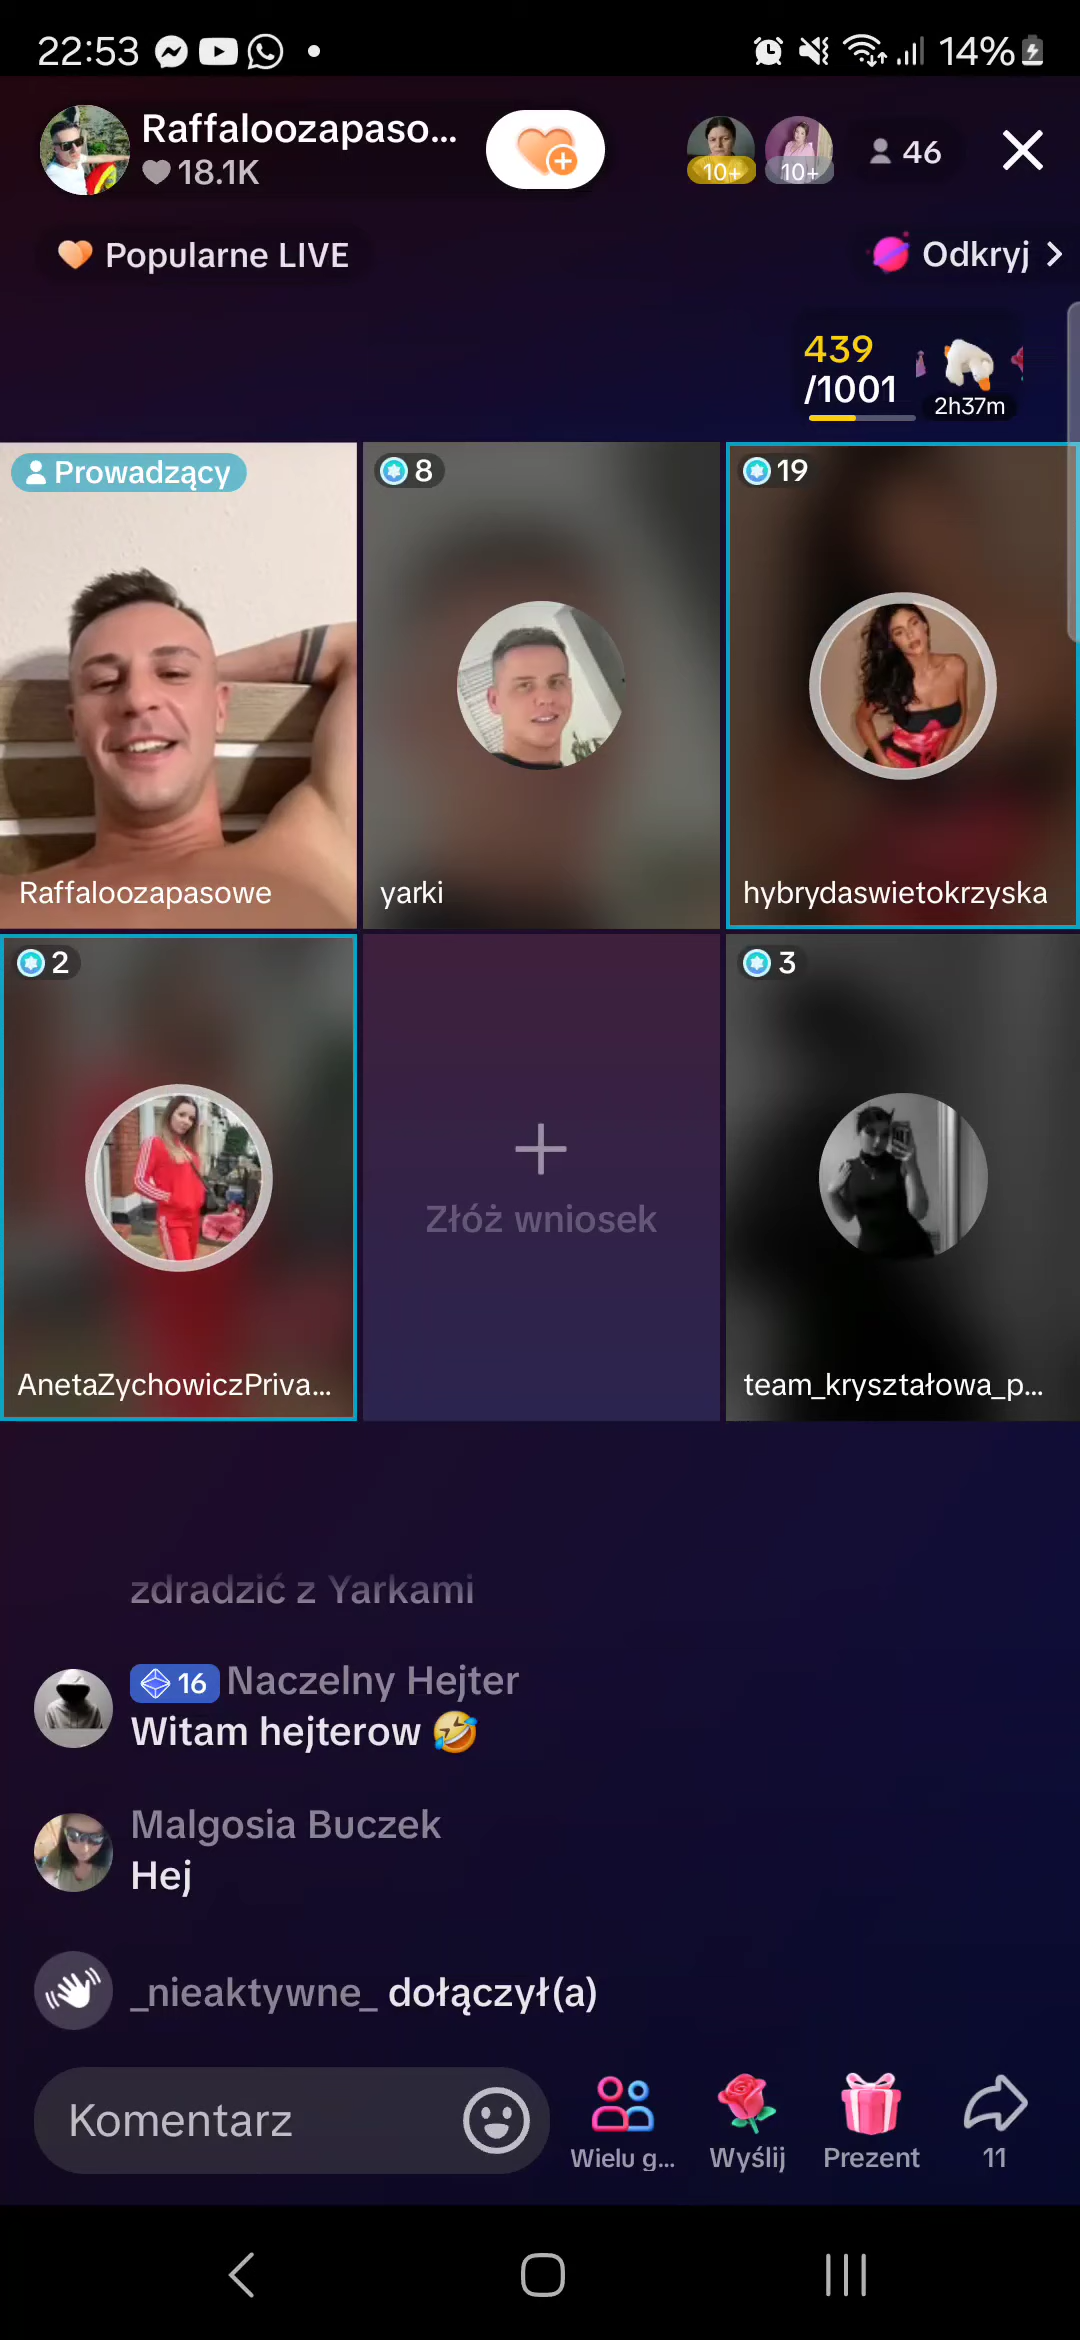 22:53
14%
Raffaloozapaso...
18.1K
10+
10+
46
Popularne LIVE
Odkryj
439
/1001
2h37m
Prowadzący
Raffaloozapasowe
8
yarki
19
hybrydaswietokrzyska
2
AnetaZychowiczPriva...
Złóż wniosek
3
team_kryształowa_p...
zdradzić z Yarkami
16 Naczelny Hejter
Witam hejterow 🤣
Malgosia Buczek
Hej
_nieaktywne_ dołączył(a)
Komentarz
Wielu g...
Wyślij
Prezent
11